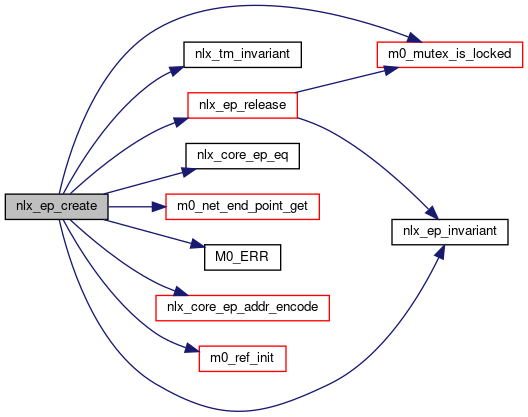 m0_mutex_is_locked
nlx_tm_invariant
nlx_ep_release
nlx_core_ep_eq
nlx_ep_create
m0_net_end_point_get
nlx_ep_invariant
M0_ERR
nlx_core_ep_addr_encode
m0_ref_init